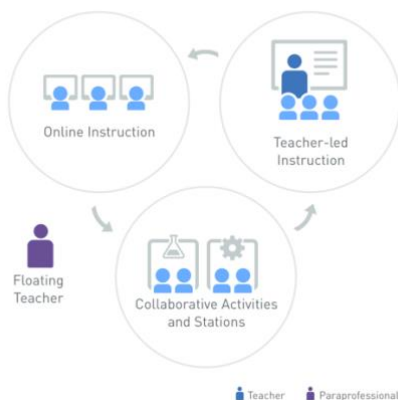 Online Instruction
Teacher-led
Instruction
Floating
Teacher
Collaborative Activities
and Stations
Teacher
Paraprofessional